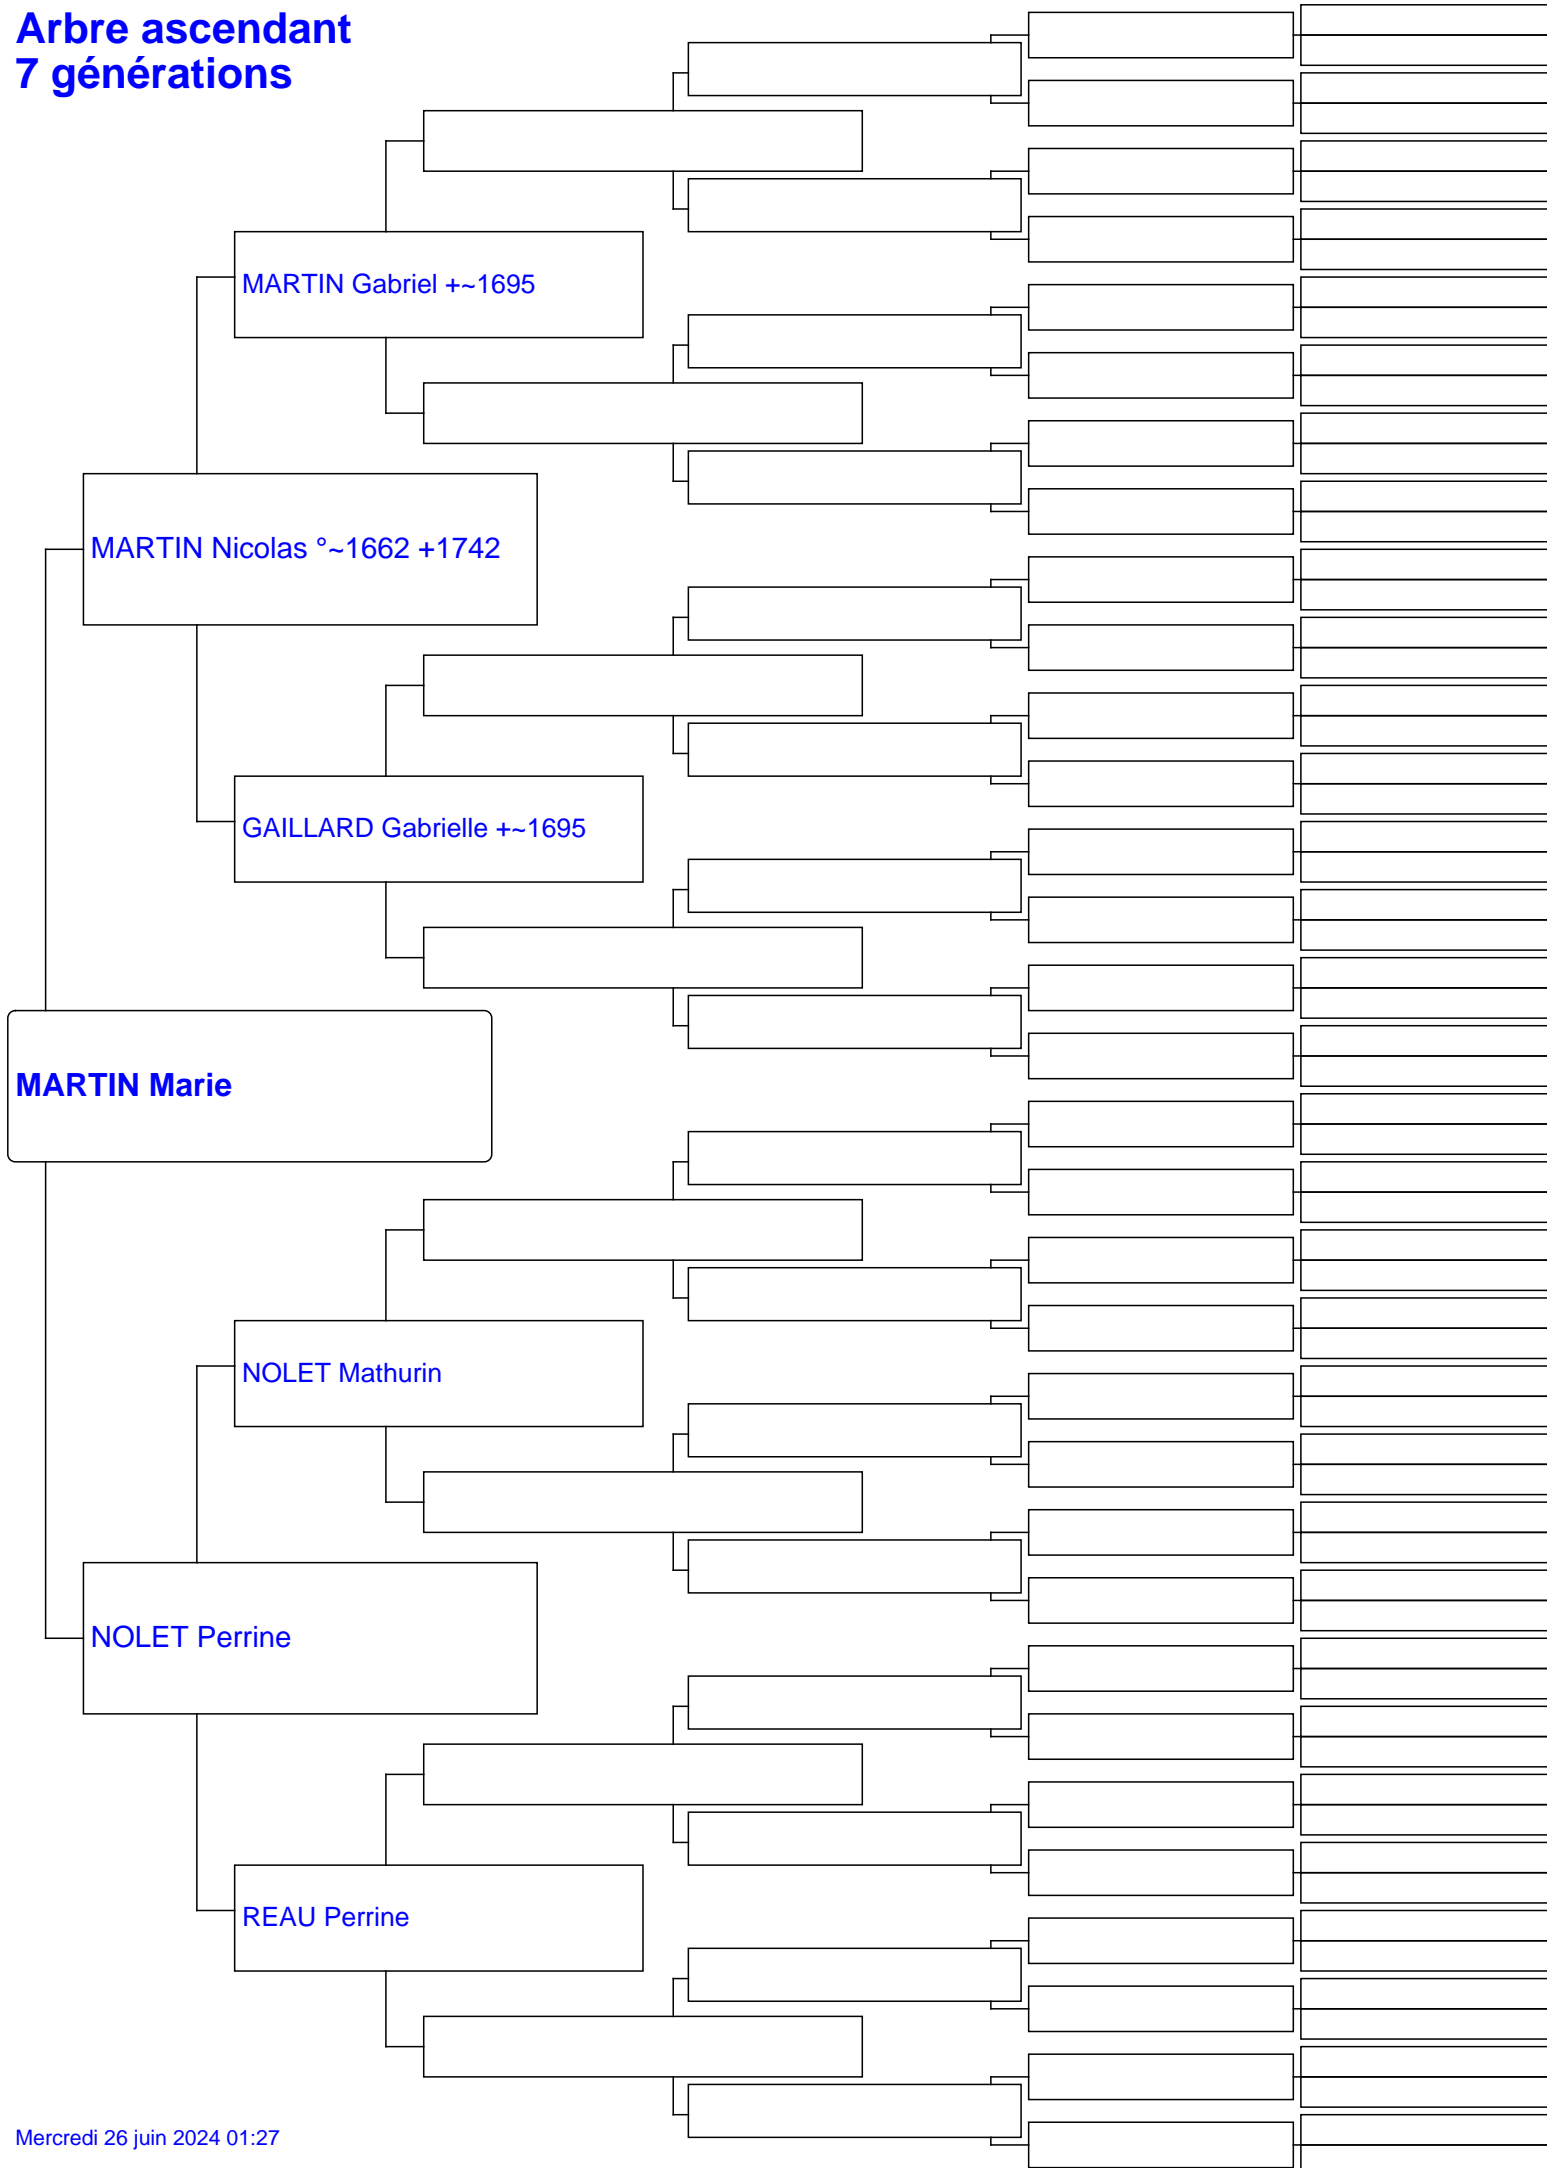 Arbre ascendant
7 générations
MARTIN Gabriel +~1695
MARTIN Nicolas °~1662 +1742
GAILLARD Gabrielle +~1695
MARTIN Marie
NOLET Mathurin
NOLET Perrine
REAU Perrine
Mercredi 26 juin 2024 01:27